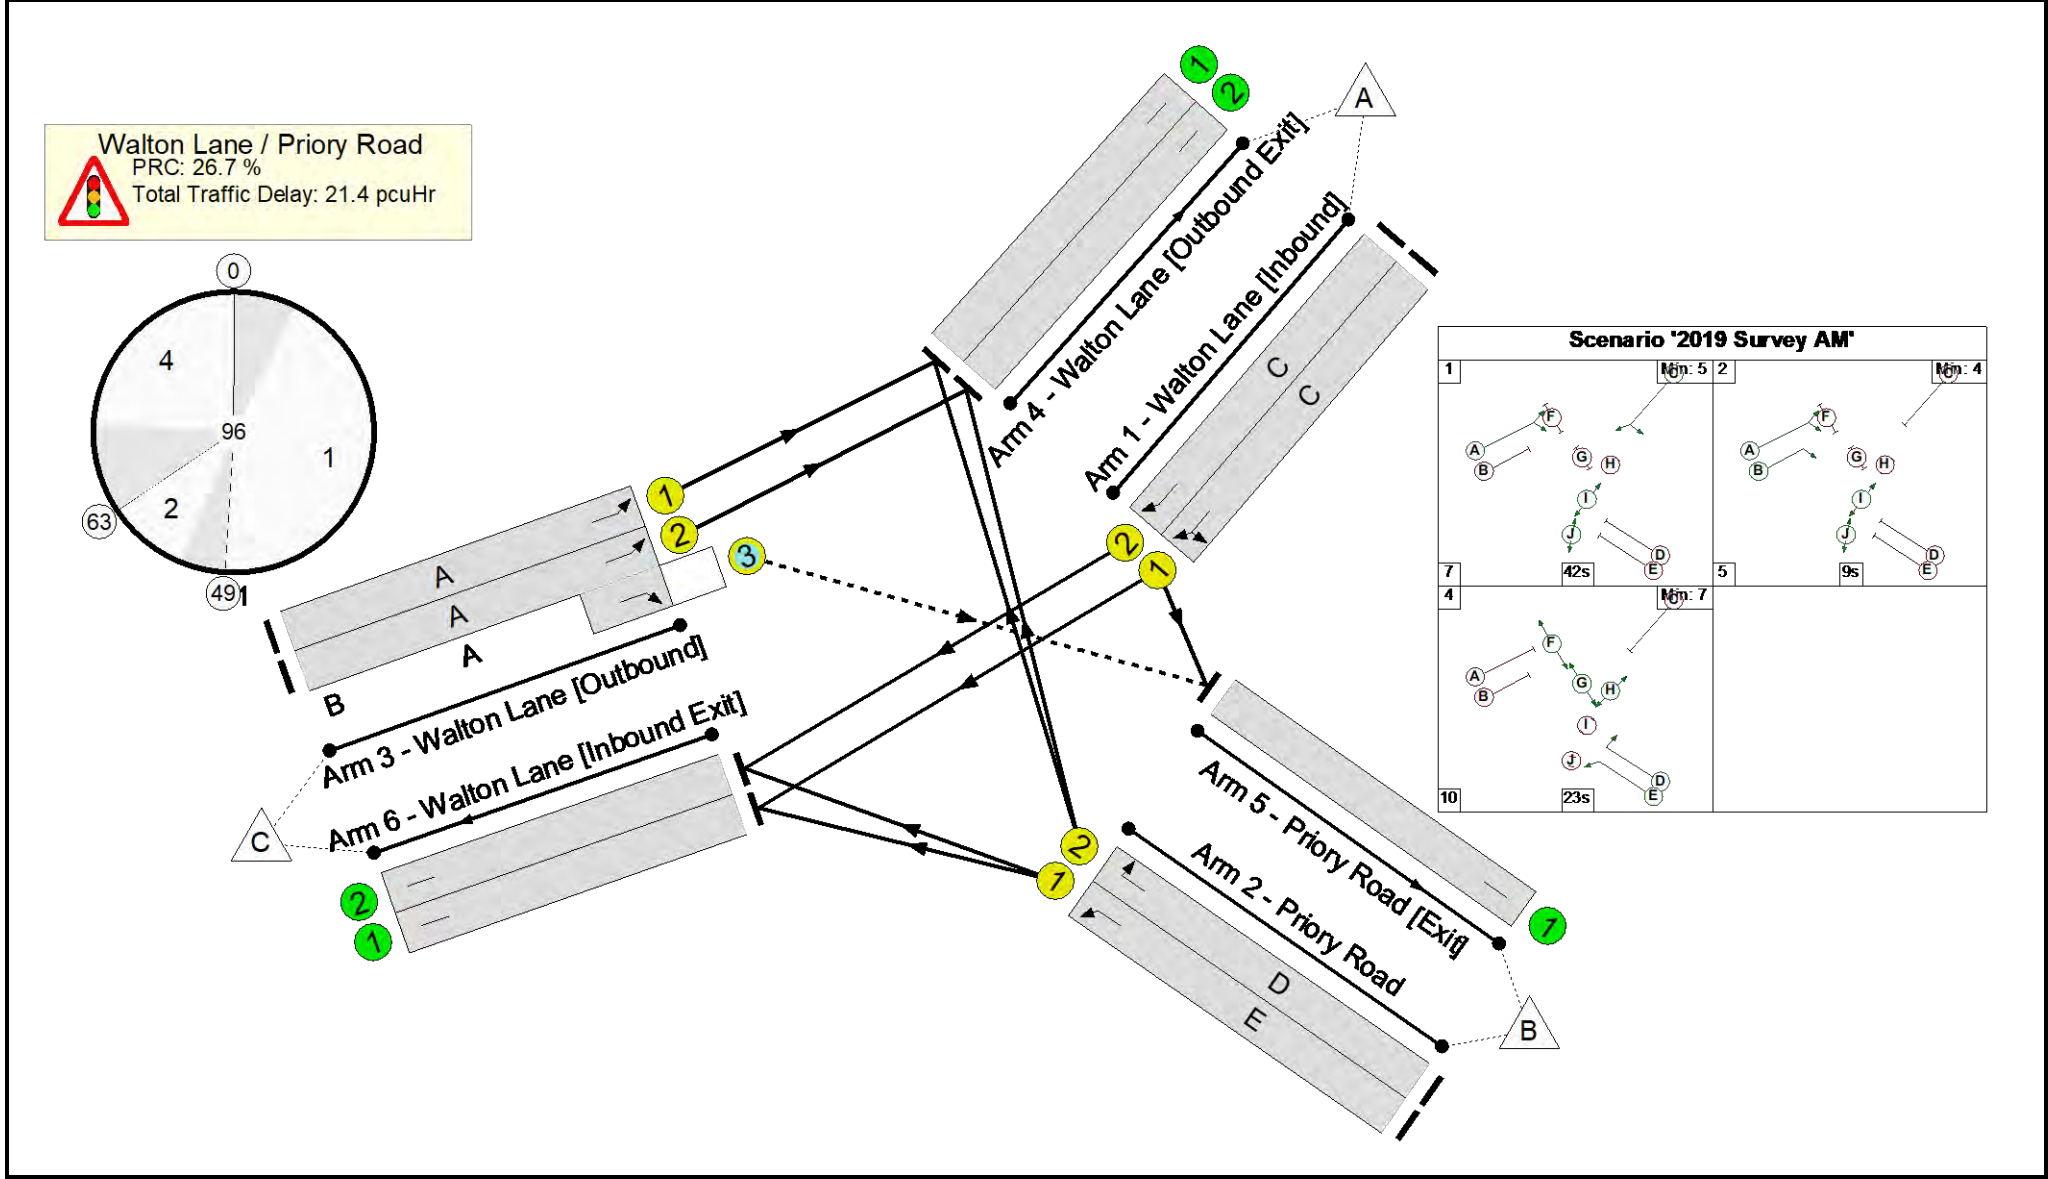 Walton Lane / Priory Road
PRC: 26.7 %
Total Traffic Delay: 21.4 pcuHr
0
4
96
1
2
63
49
1
1
2
A
Arm 4 - Walton Lane [Outbound Exit]
Arm 1 - Walton Lane [Inbound]
C
C
2
1
1
2
3
A
A
A
B
Arm 3 - Walton Lane [Outbound]
Arm 6 - Walton Lane [Inbound Exit]
C
2
1
Arm 5 - Priory Road [Exit]
Arm 2 - Priory Road
2
1
D
E
1
B
Scenario '2019 Survey AM'
1
Min: 5
C
A
B
F
G
H
I
J
D
E
7
42s
2
Min: 4
C
A
B
F
G
H
I
J
D
E
5
9s
4
Min: 7
C
A
B
F
G
H
I
J
D
E
10
23s